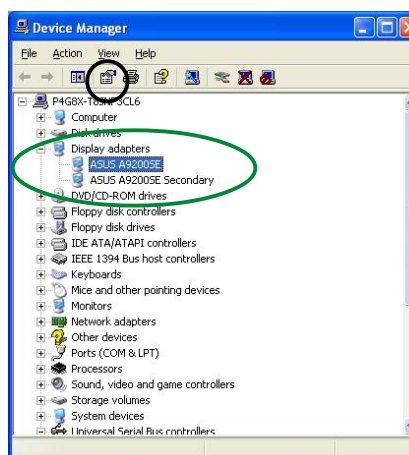 Device Manager
File Action View Help
P4G8X-T85NF3CL6
Computer
Disk drives
Display adapters
ASUS A9200SE
ASUS A9200SE Secondary
DVD/CD-ROM drives
Floppy disk controllers
Floppy disk drives
IDE ATA/ATAPI controllers
IEEE 1394 Bus host controllers
Keyboards
Mice and other pointing devices
Monitors
Network adapters
Other devices
Ports (COM & LPT)
Processors
Sound, video and game controllers
Storage volumes
System devices
Universal Serial Bus controllers